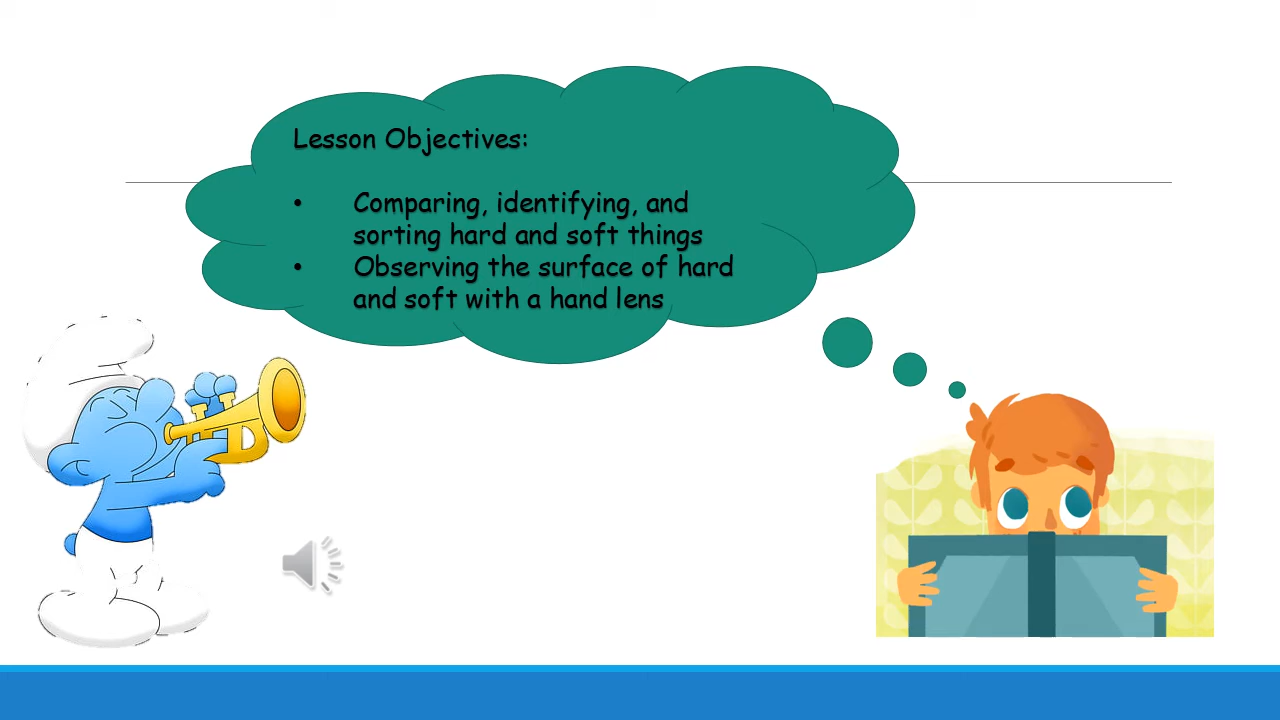 Lesson Objectives:
• Comparing, identifying, and
sorting hard and soft things
• Observing the surface of hard
and soft with a hand lens